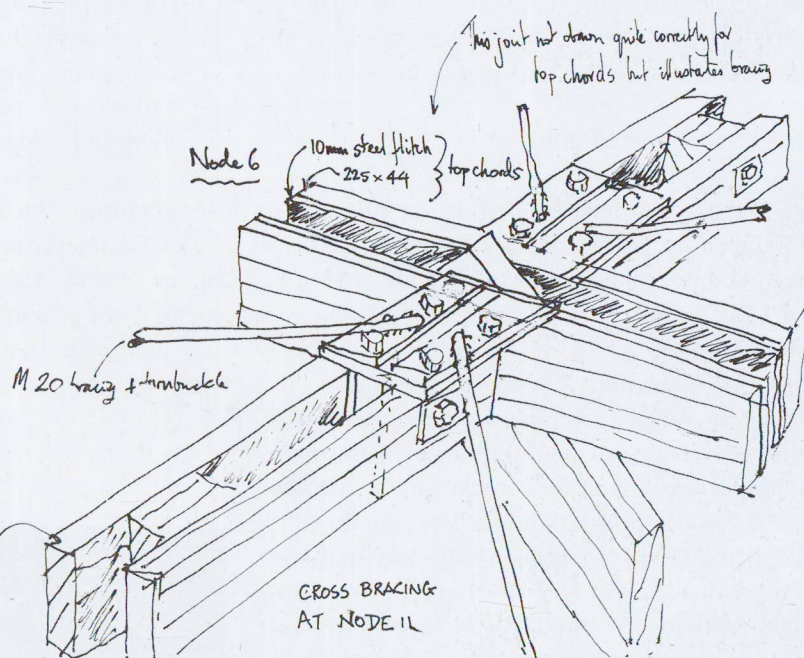 This joint not drawn quite correctly for
top chords but illustrates bracing
Node 6
10mm steel flitch
225 x 44
top chords
M 20 bracing + turnbuckle
CROSS BRACING
AT NODE 12